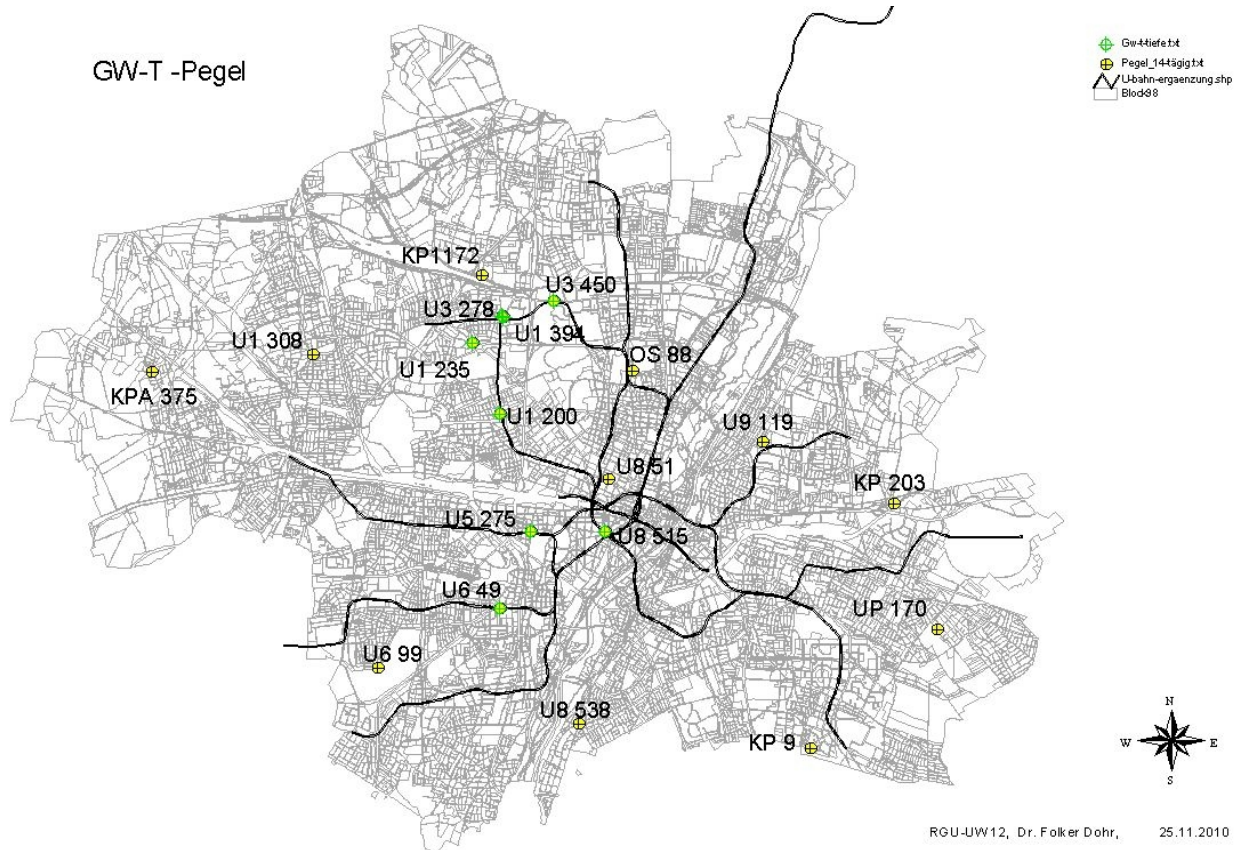 GW-T -Pegel
Gw-t-tiefe.txt
Pegel_14-tägig.txt
U-bahn-ergaenzung.shp
Block98
KP1172
U3 450
U3 278
U1 394
U1 308
U1 235
OS 88
KPA 375
U1 200
U9 119
U8 51
KP 203
U5 275
U8 515
U6 49
UP 170
U6 99
U8 538
KP 9
N
W E
S
RGU-UW12, Dr. Folker Dohr, 25.11.2010